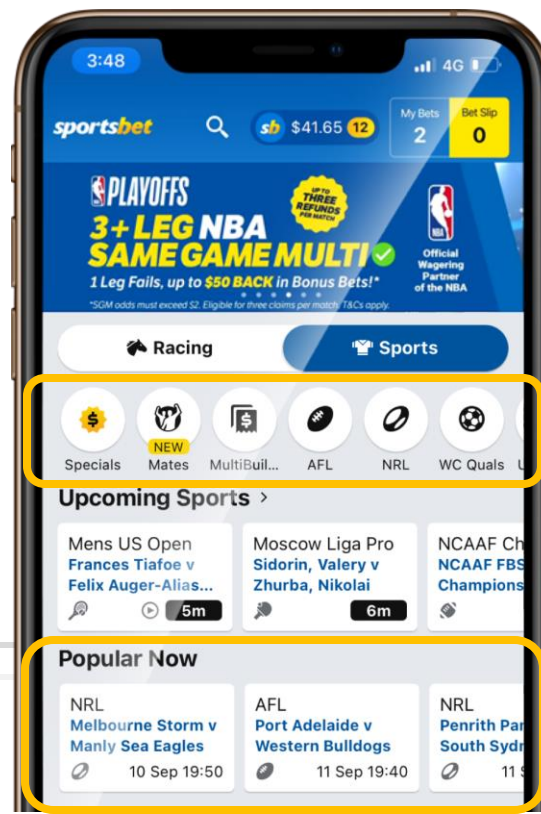 3:48
4G
sportsbet
sb $41.65 12
My Bets
2
Bet Slip
0
PLAYOFFS
3+ LEG NBA
SAME GAME MULTI
1 Leg Fails, up to $50 BACK in Bonus Bets!*
*SGM odds must exceed $2. Eligible for three claims per match. T&Cs apply.
UP TO
THREE
REFUNDS
PER MATCH
NBA
Official
Wagering
Partner
of the NBA
Racing
Sports
NEW
Specials Mates MultiBuil... AFL NRL WC Quals
Upcoming Sports >
Mens US Open
Frances Tiafoe v
Felix Auger-Alias...
5m
Moscow Liga Pro
Sidorin, Valery v
Zhurba, Nikolai
6m
NCAAF Ch
NCAAF FBS
Champions
Popular Now
NRL
Melbourne Storm v
Manly Sea Eagles
10 Sep 19:50
AFL
Port Adelaide v
Western Bulldogs
11 Sep 19:40
NRL
Penrith Pan
South Sydn
11 S